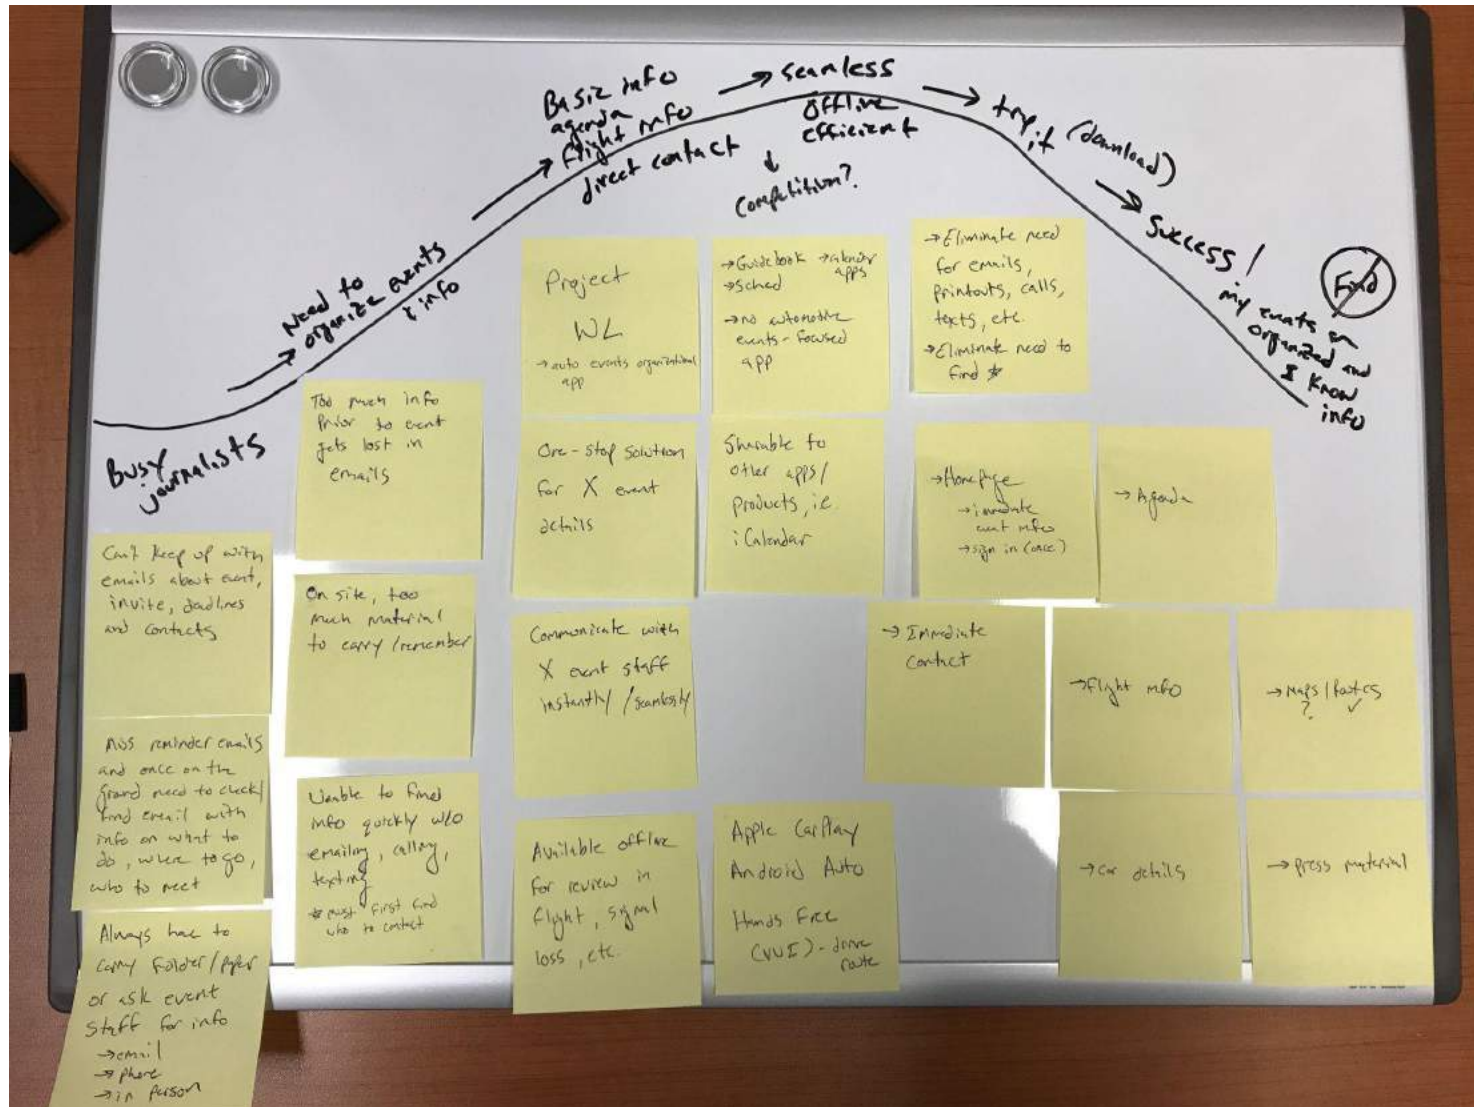 Busy
journalists
Need to
organize events
& info
Basic info
agenda
flight info
direct contact
seamless
offline
efficient
↓
Competition?
try it (download)
Success!
my events are
organized and
I know
info
Find
Can't keep up with
emails about event,
invite, deadlines
and contacts
Miss reminder emails
and once on the
ground need to check/
find email with
info on what to
do, where to go,
who to meet
Always have to
carry folder/paper
or ask event
staff for info
→email
→phone
→in person
Too much info
prior to event
gets lost in
emails
On site, too
much material
to carry/remember
Unable to find
info quickly w/o
emailing, calling,
texting
* must first find
who to contact
Project
WL
→auto events organizational
app
One-stop solution
for X event
details
Communicate with
X event staff
instantly/seamlessly
Available offline
for review in
flight, signal
loss, etc.
→Guidebook →calendar
apps
→Sched
→no automotive
events-focused
app
Sharable to
other apps/
products, i.e.
iCalendar
Apple CarPlay
Android Auto
Hands Free
(VUI)-drive
route
→Eliminate need
for emails,
printouts, calls,
texts, etc.
→Eliminate need to
find *
→Homepage
→immediate
event info
→sign in (once)
→Agenda
→Immediate
Contact
→flight info
→Maps/Routes
? ✓
→car details
→press material